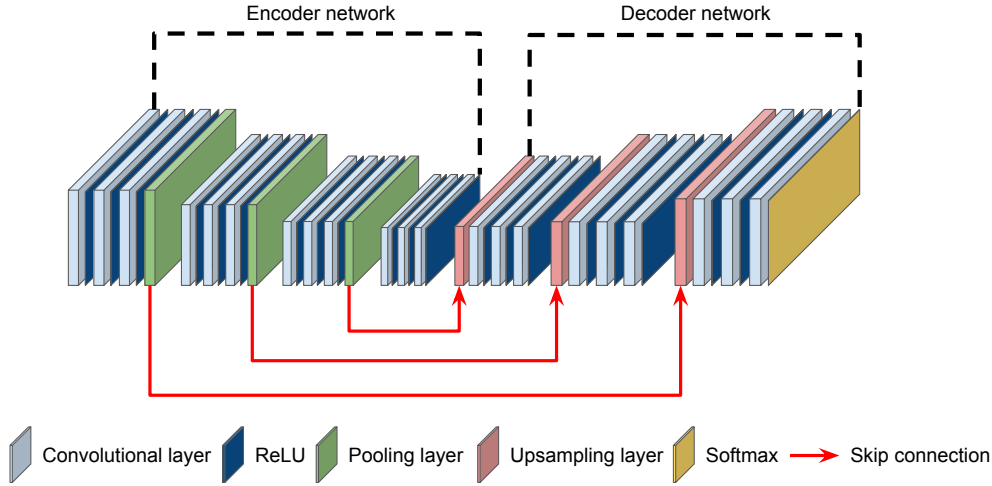 Encoder network
Decoder network
Convolutional layer
ReLU
Pooling layer
Upsampling layer
Softmax
Skip connection